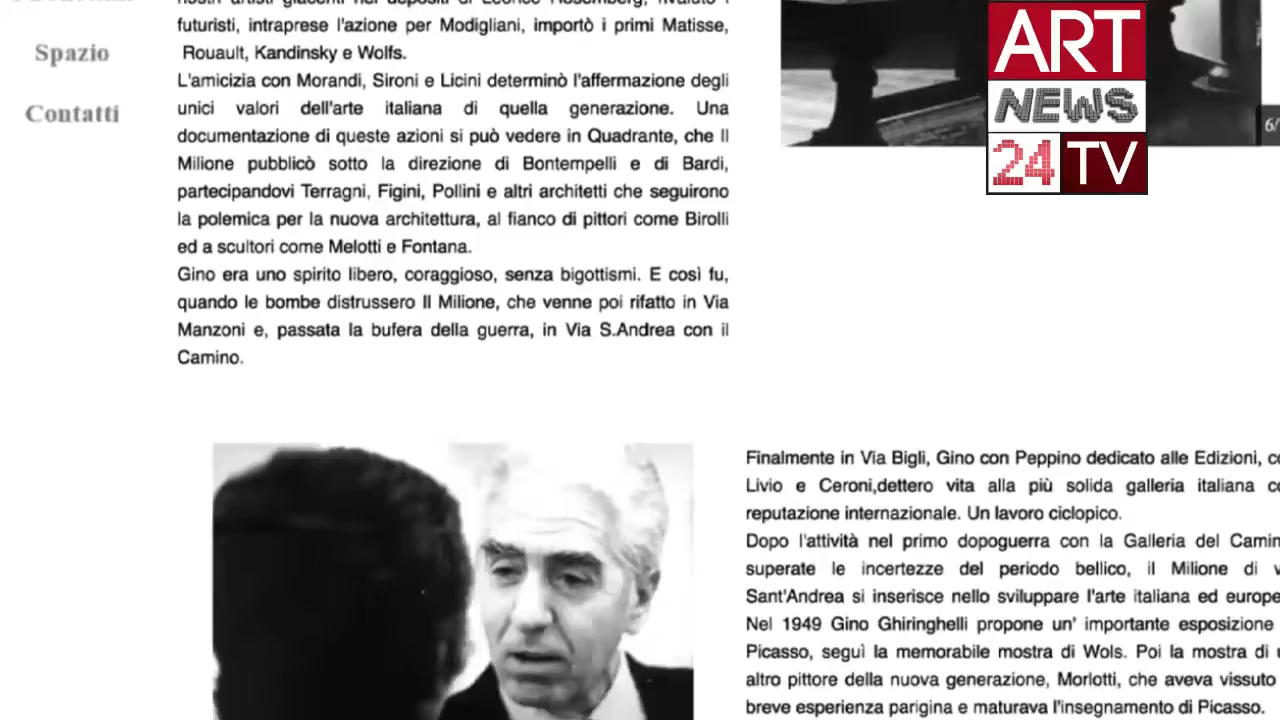 Spazio
Contatti
futuristi, intraprese l'azione per Modigliani, importò i primi Matisse,
Rouault, Kandinsky e Wolfs.
L'amicizia con Morandi, Sironi e Licini determinò l'affermazione degli
unici valori dell'arte italiana di quella generazione. Una
documentazione di queste azioni si può vedere in Quadrante, che Il
Milione pubblicò sotto la direzione di Bontempelli e di Bardi,
partecipandovi Terragni, Figini, Pollini e altri architetti che seguirono
la polemica per la nuova architettura, al fianco di pittori come Birolli
ed a scultori come Melotti e Fontana.
Gino era uno spirito libero, coraggioso, senza bigottismi. E così fu,
quando le bombe distrussero Il Milione, che venne poi rifatto in Via
Manzoni e, passata la bufera della guerra, in Via S.Andrea con il
Camino.
ART
NEWS
24 TV
6/
Finalmente in Via Bigli, Gino con Peppino dedicato alle Edizioni,
Livio e Ceroni,dettero vita alla più solida galleria italiana
reputazione internazionale. Un lavoro ciclopico.
Dopo l'attività nel primo dopoguerra con la Galleria del
superate le incertezze del periodo bellico, il Milione di
Sant'Andrea si inserisce nello sviluppare l'arte italiana ed
Nel 1949 Gino Ghiringhelli propone un' importante esposizione
Picasso, seguì la memorabile mostra di Wols. Poi la mostra di
altro pittore della nuova generazione, Morlotti, che aveva vissuto
breve esperienza parigina e maturava l'insegnamento di Picasso.